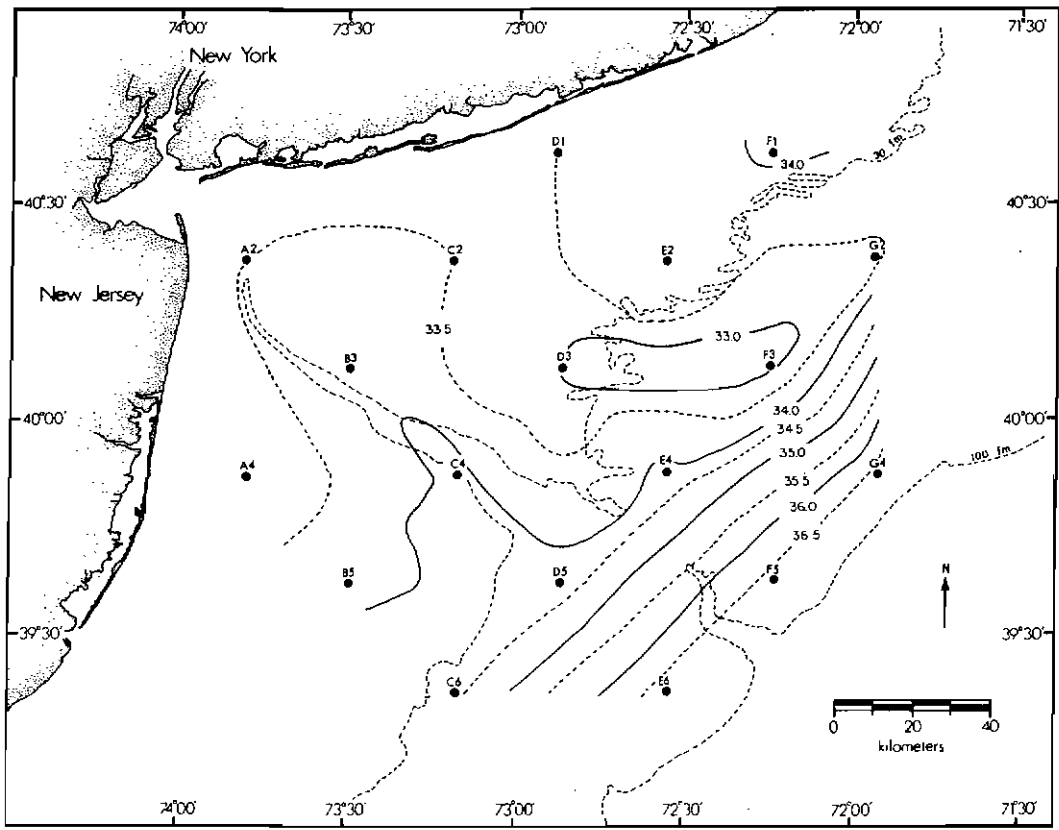 74°00'
73°30'
73°00'
72°30'
72°00'
71°30'
New York
D1
F1
34.0
30 fm
40°30'
40°30'
A2
C2
E2
New Jersey
33.5
33.0
B3
D3
F3
40°00'
40°00'
34.0
34.5
35.0
A4
C4
E4
G4
100 fm
35.5
36.0
36.5
B5
D5
F5
N
39°30'
39°30'
C6
E6
0
20
40
kilometers
74°00'
73°30'
73°00'
72°30'
72°00'
71°30'